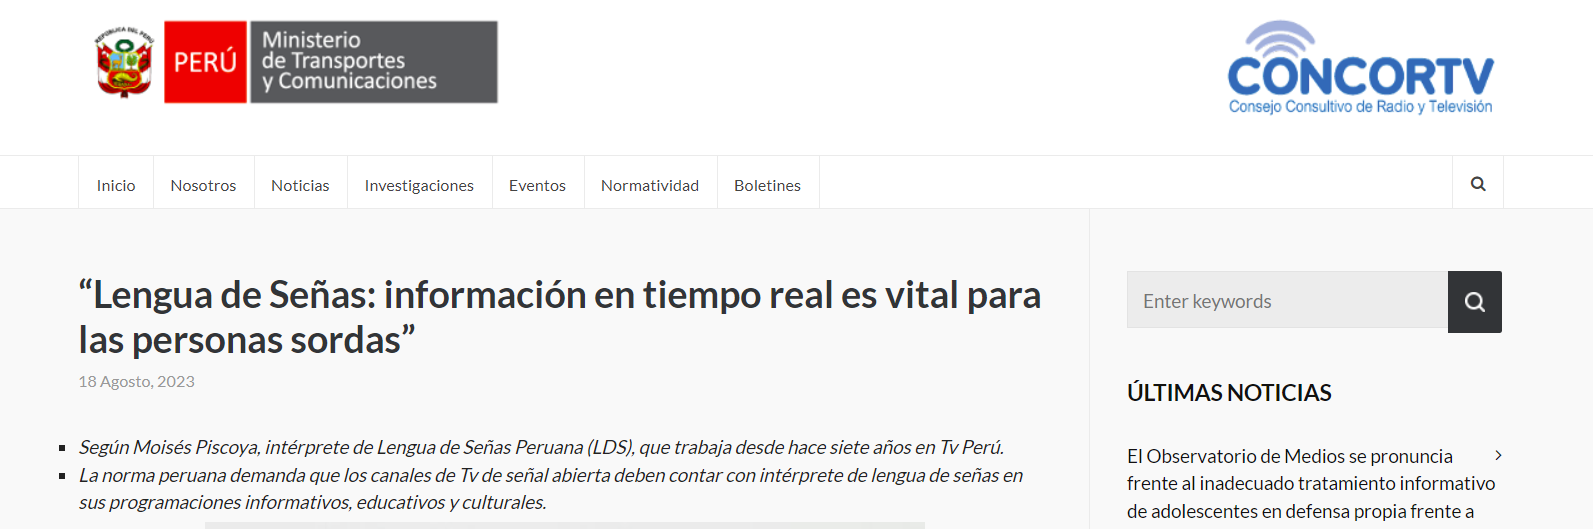 REPÚBLICA DEL PERÚ
PERÚ
Ministerio
de Transportes
y Comunicaciones
CONCORTV
Consejo Consultivo de Radio y Televisión
Inicio
Nosotros
Noticias
Investigaciones
Eventos
Normatividad
Boletines
“Lengua de Señas: información en tiempo real es vital para
las personas sordas”
18 Agosto, 2023
Según Moisés Piscoya, intérprete de Lengua de Señas Peruana (LDS), que trabaja desde hace siete años en Tv Perú.
La norma peruana demanda que los canales de Tv de señal abierta deben contar con intérprete de lengua de señas en
sus programaciones informativos, educativos y culturales.
Enter keywords
ÚLTIMAS NOTICIAS
El Observatorio de Medios se pronuncia
frente al inadecuado tratamiento informativo
de adolescentes en defensa propia frente a